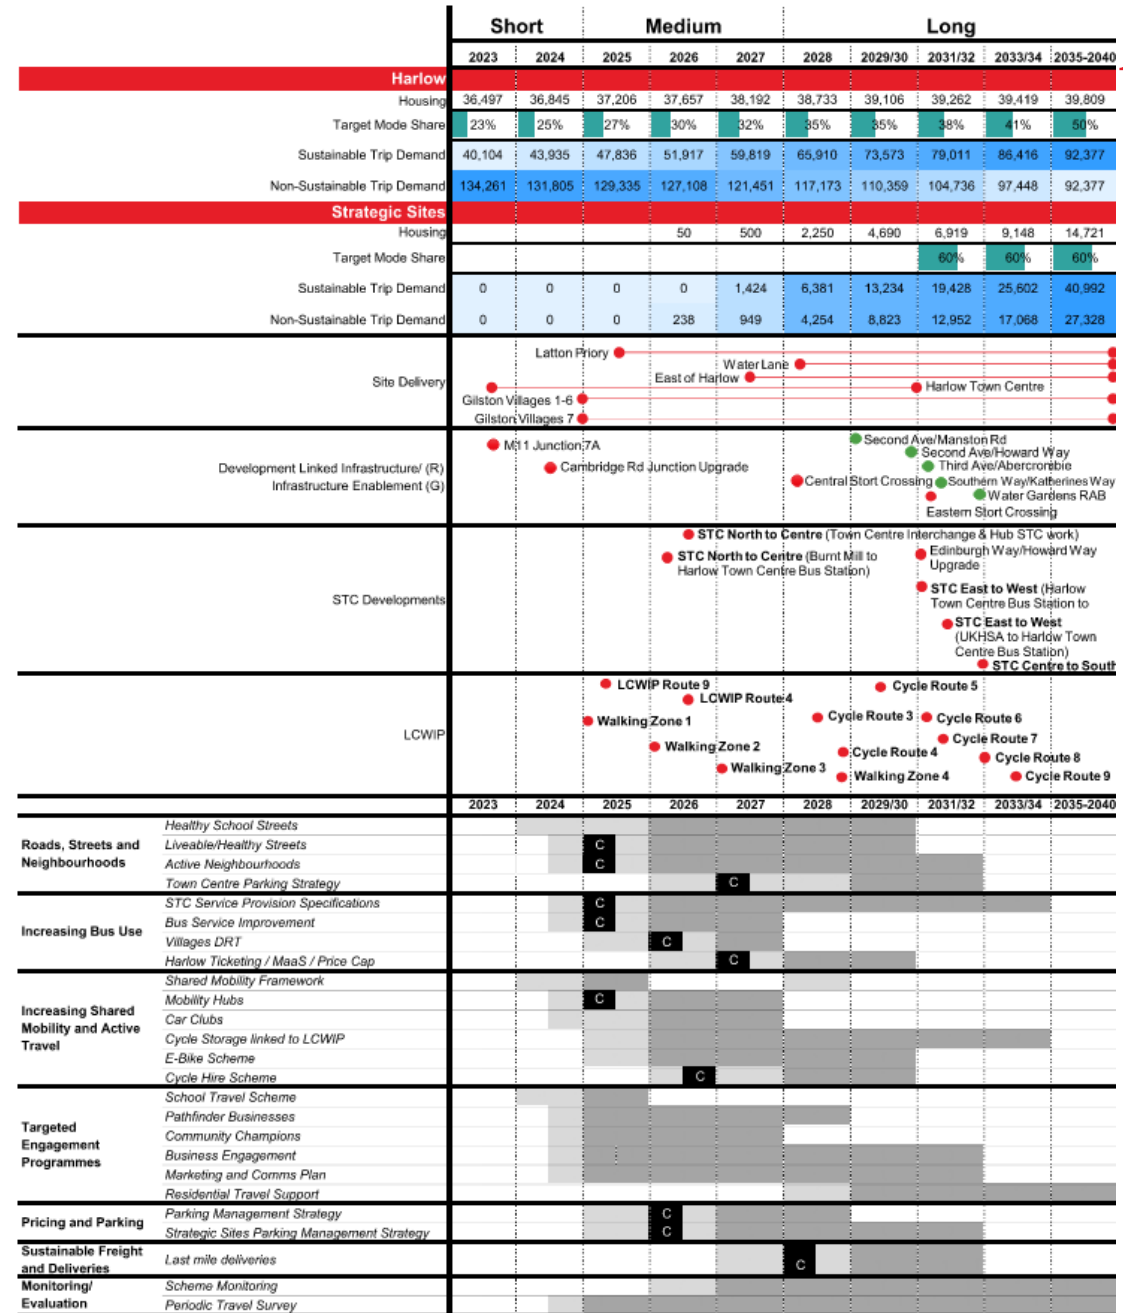 Short Medium Long
2023 2024 2025 2026 2027 2028 2029/30 2031/32 2033/34 2035-2040
Harlow
Housing 36,497 36,845 37,206 37,657 38,192 38,733 39,106 39,262 39,419 39,809
Target Mode Share 23% 25% 27% 30% 32% 35% 35% 38% 41% 50%
Sustainable Trip Demand 40,104 43,935 47,836 51,917 59,819 65,910 73,573 79,011 86,416 92,377
Non-Sustainable Trip Demand 134,261 131,805 129,335 127,108 121,451 117,173 110,359 104,736 97,448 92,377
Strategic Sites
Housing 50 500 2,250 4,690 6,919 9,148 14,721
Target Mode Share 60% 60% 60%
Sustainable Trip Demand 0 0 0 0 1,424 6,381 13,234 19,428 25,602 40,992
Non-Sustainable Trip Demand 0 0 0 238 949 4,254 8,823 12,952 17,068 27,328
Site Delivery
Latton Priory
Water Lane
East of Harlow
Harlow Town Centre
Gilston Villages 1-6
Gilston Villages 7
Development Linked Infrastructure/ (R)
Infrastructure Enablement (G)
M11 Junction 7A
Cambridge Rd Junction Upgrade
Second Ave/Manston Rd
Second Ave/Howard Way
Third Ave/Abercrombie
Central Stort Crossing
Southern Way/Katherines Way
Water Gardens RAB
Eastern Stort Crossing
STC Developments
STC North to Centre (Town Centre Interchange & Hub STC work)
STC North to Centre (Burnt Mill to
Harlow Town Centre Bus Station)
Edinburgh Way/Howard Way
Upgrade
STC East to West (Harlow
Town Centre Bus Station to
STC East to West
(UKHSA to Harlow Town
Centre Bus Station)
STC Centre to South
LCWIP
LCWIP Route 9
LCWIP Route 4
Cycle Route 5
Walking Zone 1
Cycle Route 3
Cycle Route 6
Walking Zone 2
Cycle Route 7
Cycle Route 4
Cycle Route 8
Walking Zone 3
Walking Zone 4
Cycle Route 9
2023 2024 2025 2026 2027 2028 2029/30 2031/32 2033/34 2035-2040
Roads, Streets and
Neighbourhoods
Healthy School Streets
Liveable/Healthy Streets C
Active Neighbourhoods C
Town Centre Parking Strategy C
Increasing Bus Use
STC Service Provision Specifications C
Bus Service Improvement C
Villages DRT C
Harlow Ticketing / MaaS / Price Cap C
Increasing Shared
Mobility and Active
Travel
Shared Mobility Framework
Mobility Hubs C
Car Clubs
Cycle Storage linked to LCWIP
E-Bike Scheme
Cycle Hire Scheme C
Targeted
Engagement
Programmes
School Travel Scheme
Pathfinder Businesses
Community Champions
Business Engagement
Marketing and Comms Plan
Residential Travel Support
Pricing and Parking
Parking Management Strategy C
Strategic Sites Parking Management Strategy C
Sustainable Freight
and Deliveries
Last mile deliveries C
Monitoring/
Evaluation
Scheme Monitoring
Periodic Travel Survey